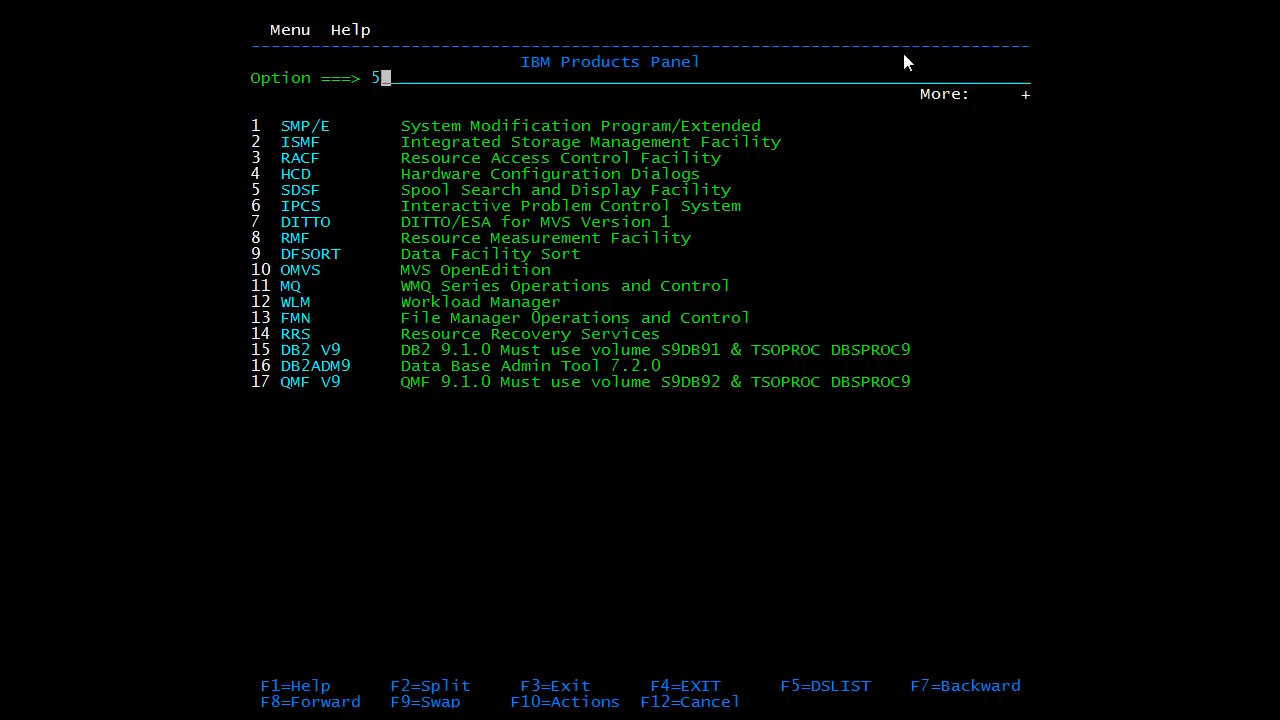 Menu  Help
--------------------------------------------------------------------------------
IBM Products Panel
Option ===> 5
More:     +
1  SMP/E       System Modification Program/Extended
2  ISMF        Integrated Storage Management Facility
3  RACF        Resource Access Control Facility
4  HCD         Hardware Configuration Dialogs
5  SDSF        Spool Search and Display Facility
6  IPCS        Interactive Problem Control System
7  DITTO       DITTO/ESA for MVS Version 1
8  RMF         Resource Measurement Facility
9  DFSORT      Data Facility Sort
10 OMVS        MVS OpenEdition
11 MQ          WMQ Series Operations and Control
12 WLM         Workload Manager
13 FMN         File Manager Operations and Control
14 RRS         Resource Recovery Services
15 DB2 V9      DB2 9.1.0 Must use volume S9DB91 & TSOPROC DBSPROC9
16 DB2ADM9     Data Base Admin Tool 7.2.0
17 QMF V9      QMF 9.1.0 Must use volume S9DB92 & TSOPROC DBSPROC9
F1=Help      F2=Split     F3=Exit      F4=EXIT      F5=DSLIST    F7=Backward
F8=Forward   F9=Swap     F10=Actions  F12=Cancel